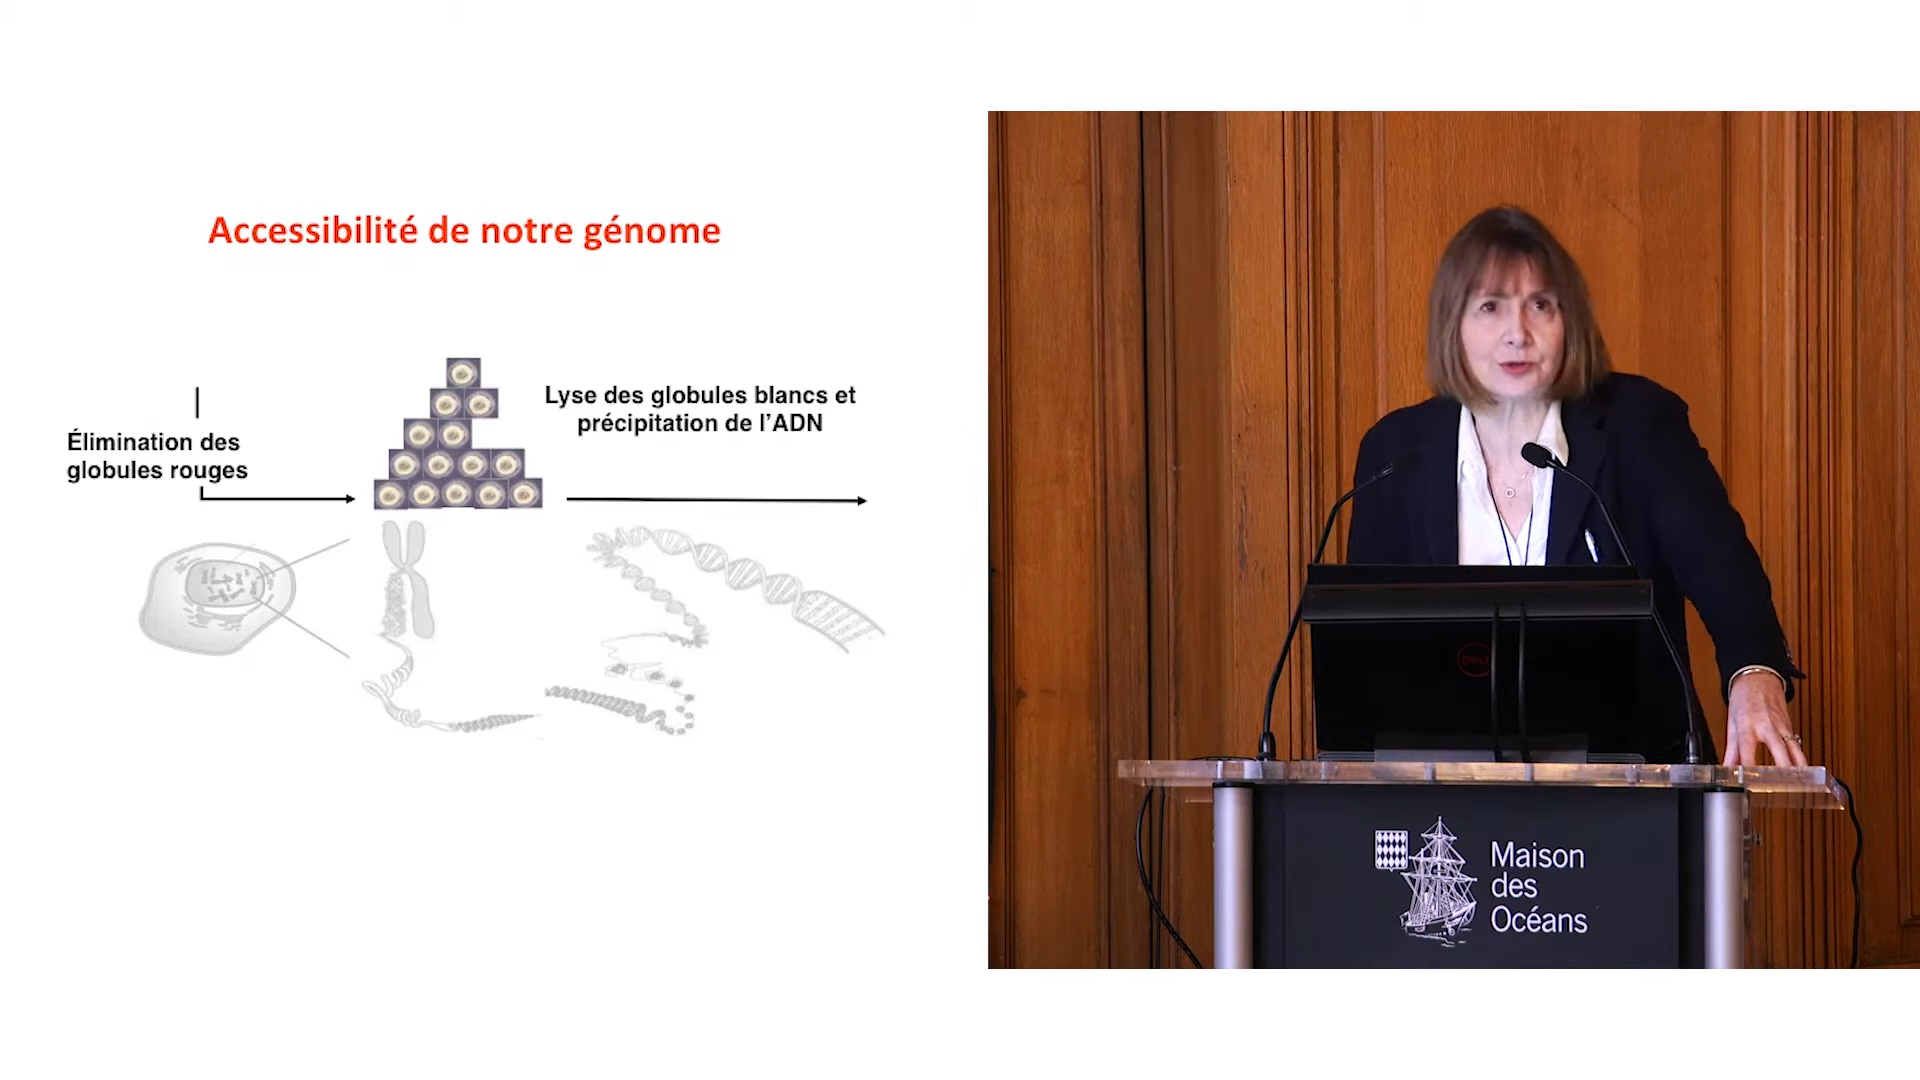 Accessibilité de notre génome
Élimination des
globules rouges
Lyse des globules blancs et
précipitation de l'ADN
DELL
Maison
des
Océans